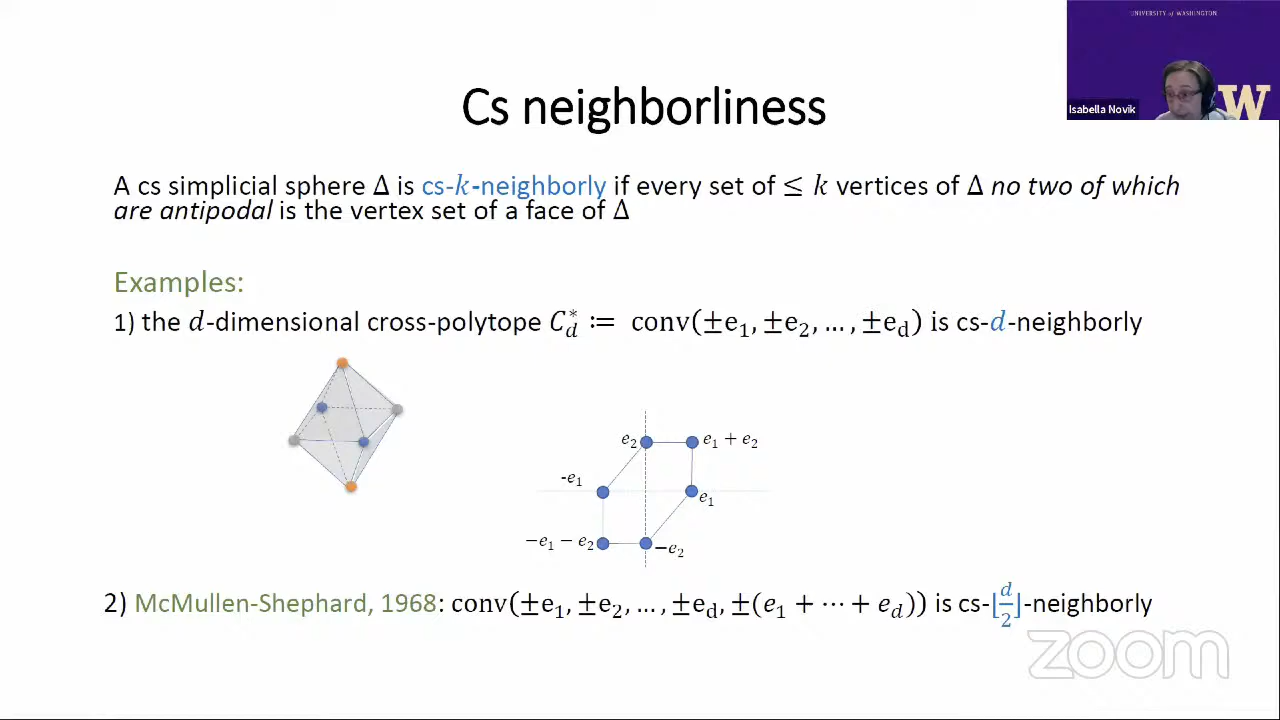 UNIVERSITY of WASHINGTON
W
Isabella Novik
Cs neighborliness
A cs simplicial sphere Δ is cs-k-neighborly if every set of ≤ k vertices of Δ no two of which
are antipodal is the vertex set of a face of Δ
Examples:
1) the d-dimensional cross-polytope C_d^* ≔ conv(±e₁, ±e₂, … , ±e_d) is cs-d-neighborly
e₂
e₁ + e₂
-e₁
e₁
−e₁ − e₂
−e₂
2) McMullen-Shephard, 1968: conv(±e₁, ±e₂, … , ±e_d, ±(e₁ + ⋯ + e_d)) is cs-⌊d/2⌋-neighborly
zoom